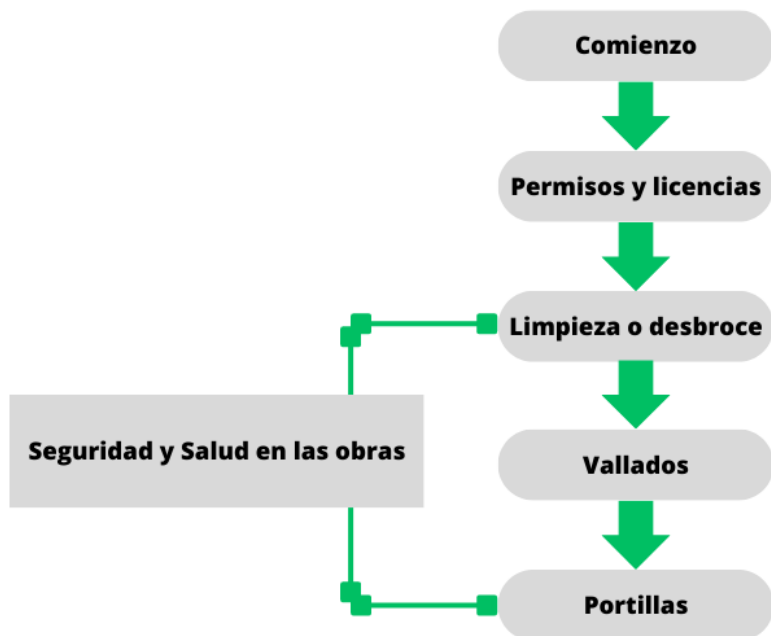 Comienzo
Permisos y licencias
Limpieza o desbroce
Seguridad y Salud en las obras
Vallados
Portillas